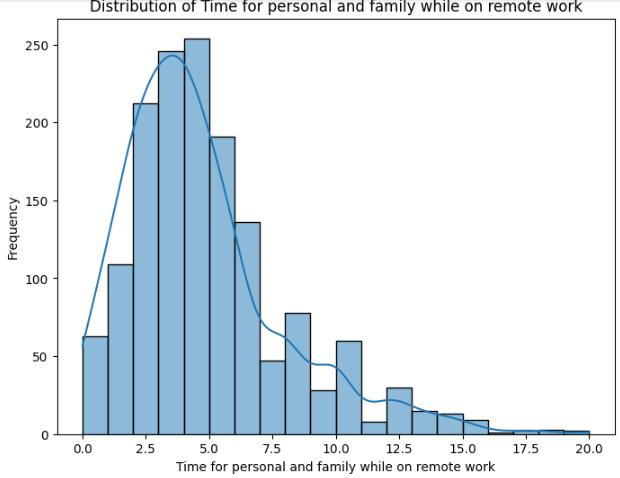 Distribution of Time for personal and family while on remote work
250
200
150
100
50
0
Frequency
0.0 2.5 5.0 7.5 10.0 12.5 15.0 17.5 20.0
Time for personal and family while on remote work